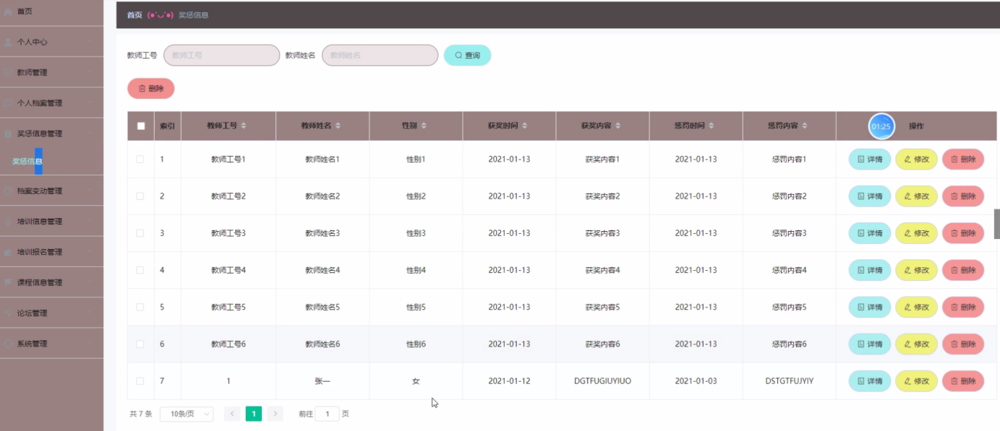 首页
个人中心
教师管理
个人档案管理
奖惩信息管理
奖惩信息
档案变动管理
培训信息管理
培训报名管理
课程信息管理
论坛管理
系统管理
首页 (●'◡'●) 奖惩信息
教师工号 教师工号 教师姓名 教师姓名 查询
删除
索引 教师工号 教师姓名 性别 获奖时间 获奖内容 惩罚时间 惩罚内容 01:25 操作
1 教师工号1 教师姓名1 性别1 2021-01-13 获奖内容1 2021-01-13 惩罚内容1 详情 修改 删除
2 教师工号2 教师姓名2 性别2 2021-01-13 获奖内容2 2021-01-13 惩罚内容2 详情 修改 删除
3 教师工号3 教师姓名3 性别3 2021-01-13 获奖内容3 2021-01-13 惩罚内容3 详情 修改 删除
4 教师工号4 教师姓名4 性别4 2021-01-13 获奖内容4 2021-01-13 惩罚内容4 详情 修改 删除
5 教师工号5 教师姓名5 性别5 2021-01-13 获奖内容5 2021-01-13 惩罚内容5 详情 修改 删除
6 教师工号6 教师姓名6 性别6 2021-01-13 获奖内容6 2021-01-13 惩罚内容6 详情 修改 删除
7 1 张一 女 2021-01-12 DGTFUGIUYIUO 2021-01-03 DSTGTFUJYIY 详情 修改 删除
共 7 条 10条/页 1 前往 1 页